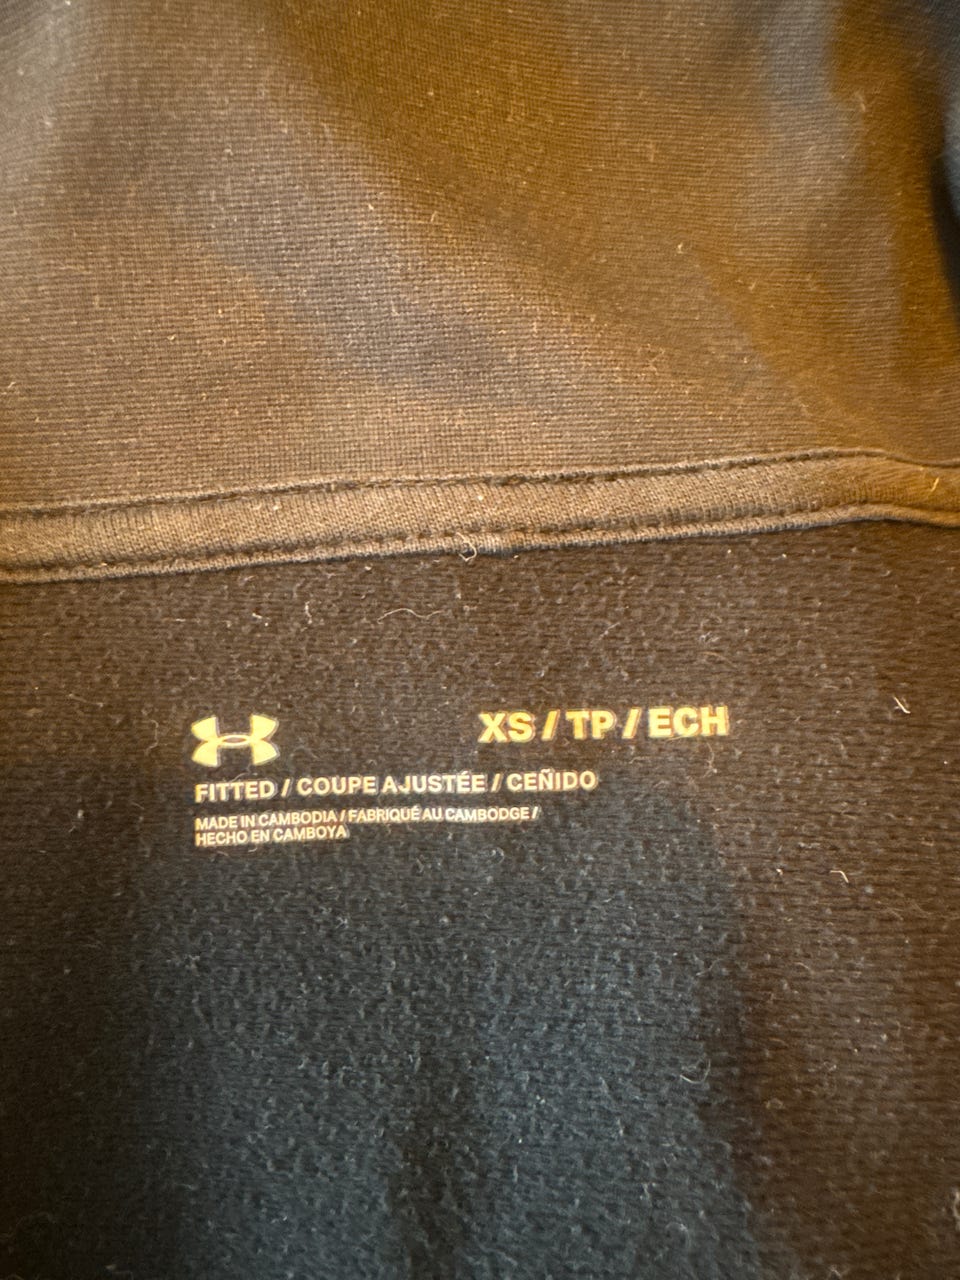 XS / TP / ECH
FITTED / COUPE AJUSTÉE / CEÑIDO
MADE IN CAMBODIA / FABRIQUÉ AU CAMBODGE /
HECHO EN CAMBOYA